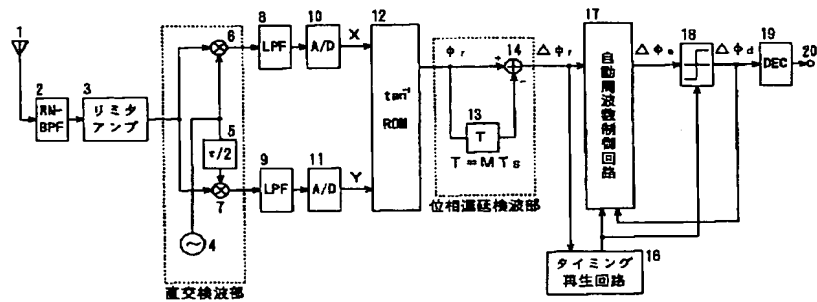 1
2
RN-
BPF
3
リミタ
アンプ
6
5
π/2
7
4
直交検波部
8
LPF
10
A/D
X
9
LPF
11
A/D
Y
12
tan⁻¹
ROM
φr
14
+
-
Δφr
13
T
T=MTs
位相遅延検波部
17
自動周波数制御回路
Δφe
18
Δφd
19
DEC
20
タイミング
再生回路
16